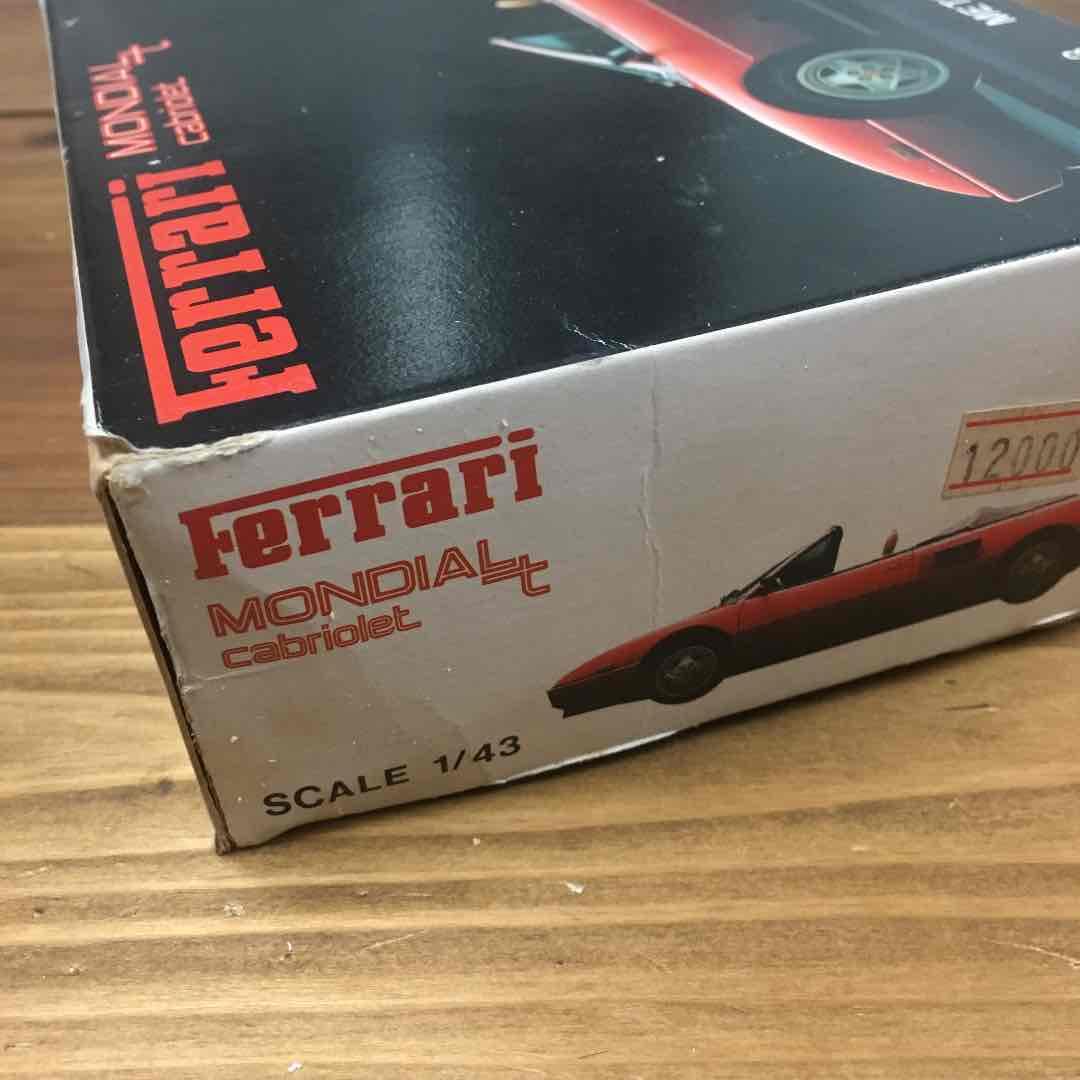 Ferrari
MONDIAL t
cabriolet
Ferrari
MONDIAL t
cabriolet
SCALE 1/43
12000